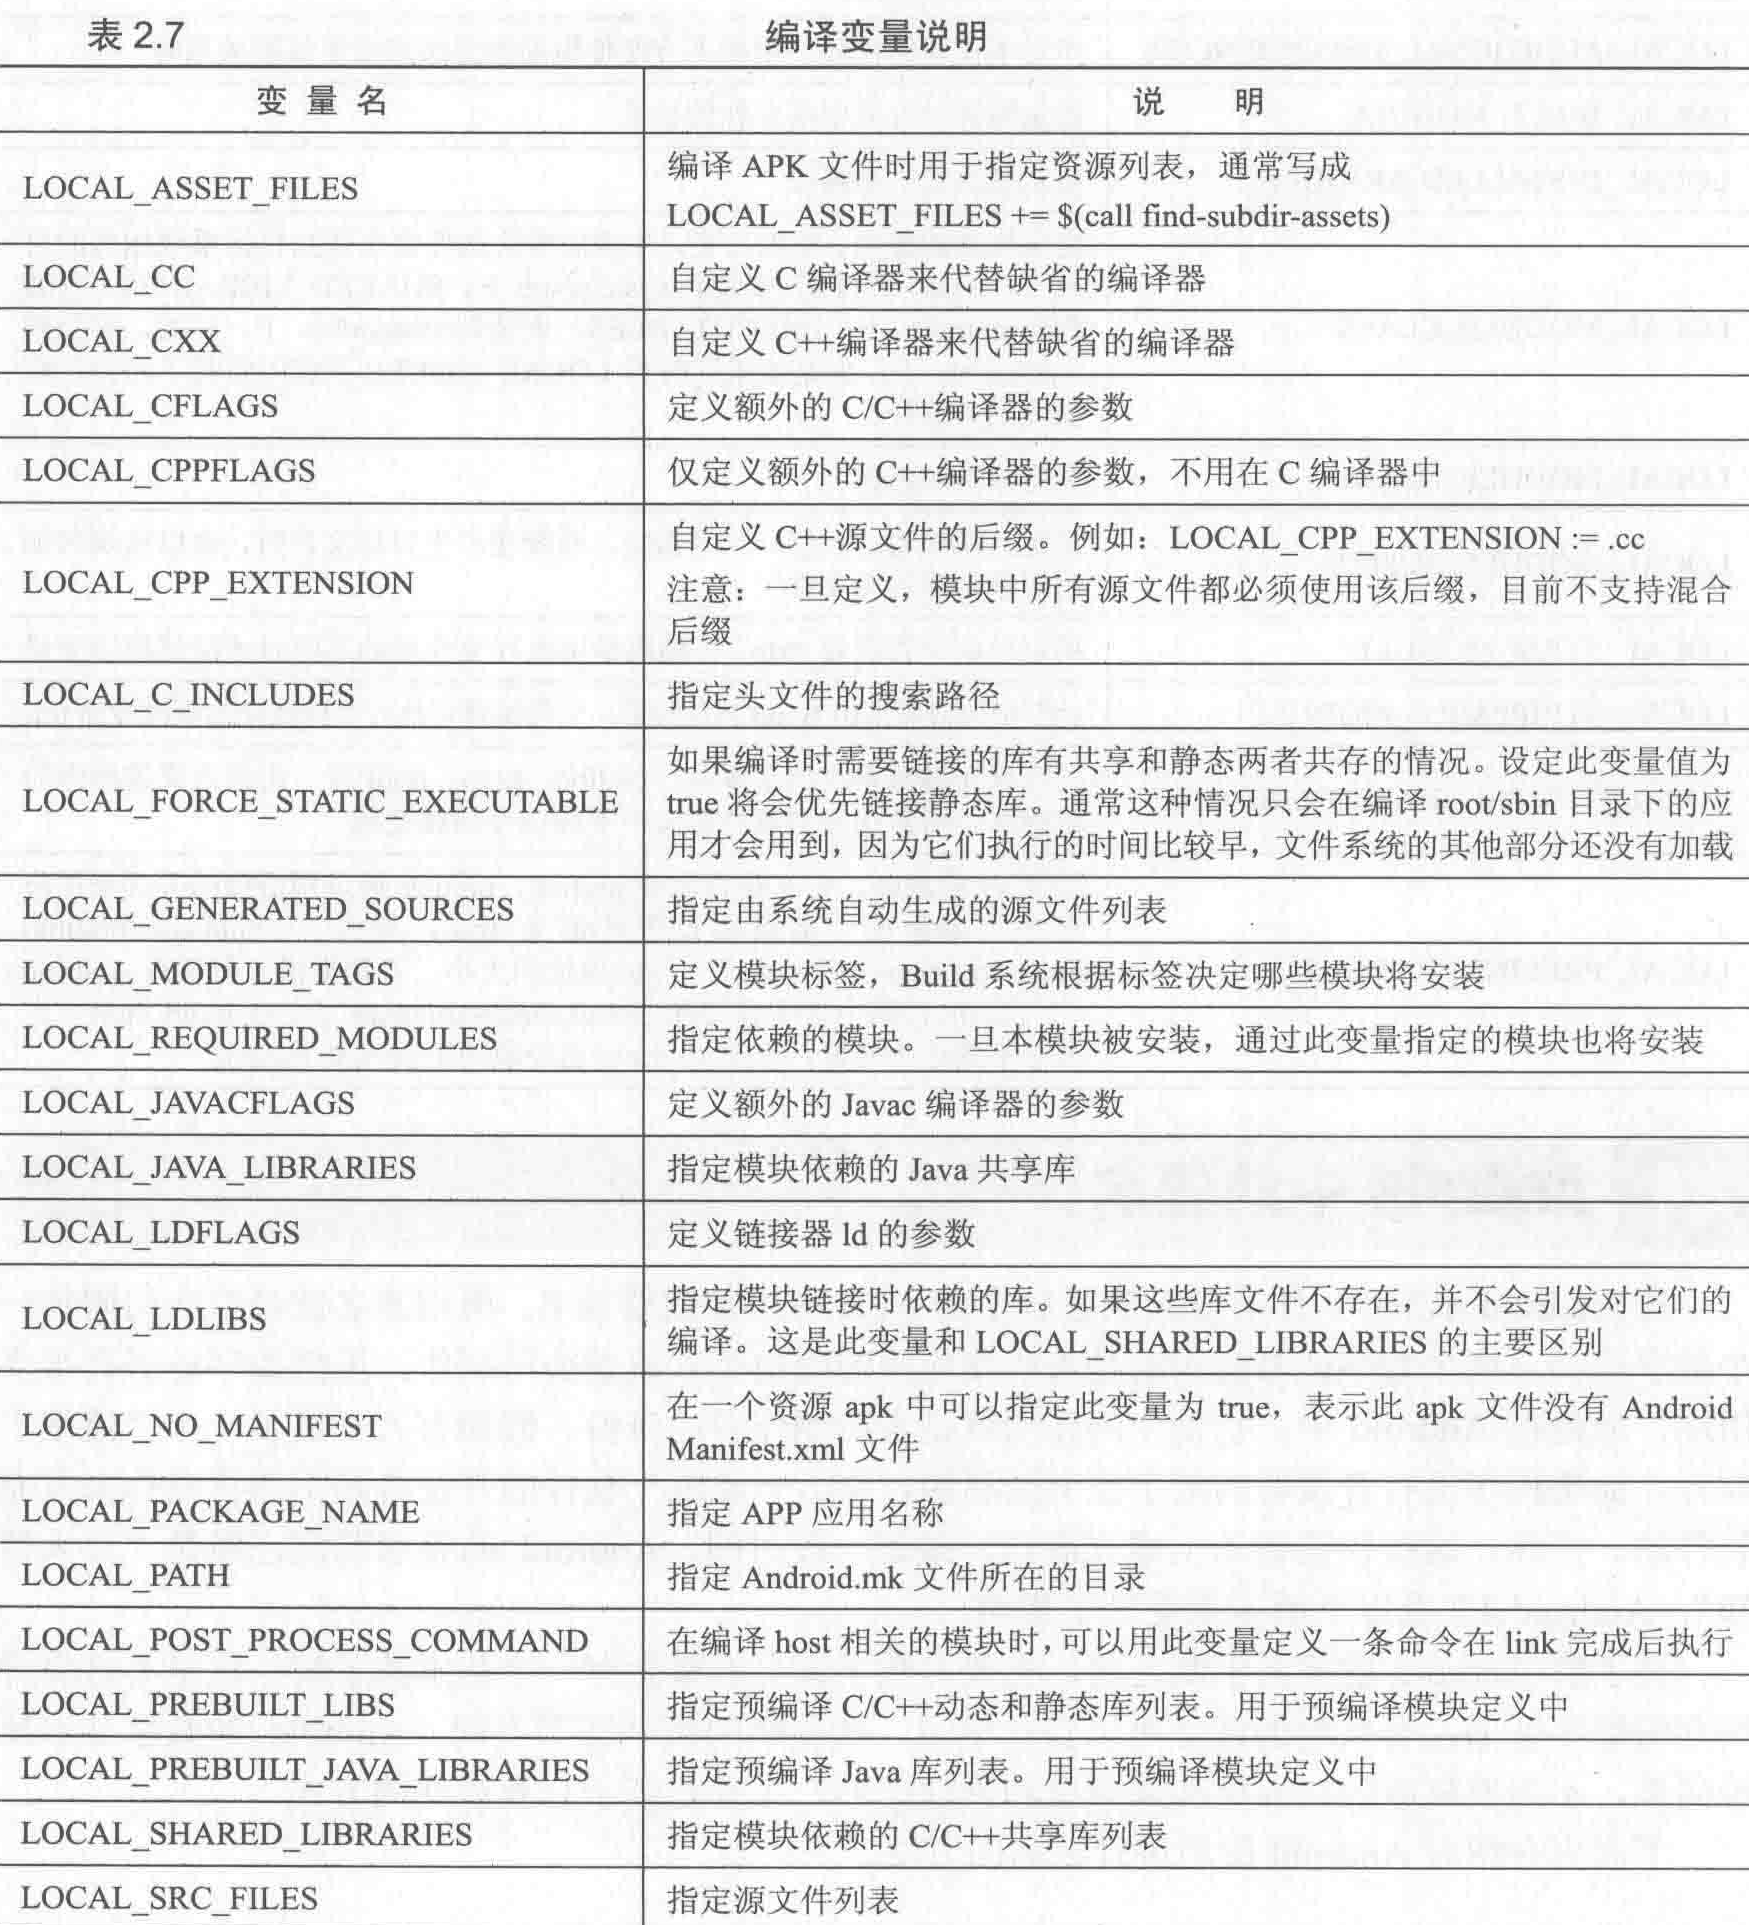 表 2.7 编译变量说明
变 量 名 说 明
LOCAL_ASSET_FILES 编译 APK 文件时用于指定资源列表，通常写成
LOCAL_ASSET_FILES += $(call find-subdir-assets)
LOCAL_CC 自定义 C 编译器来代替缺省的编译器
LOCAL_CXX 自定义 C++编译器来代替缺省的编译器
LOCAL_CFLAGS 定义额外的 C/C++编译器的参数
LOCAL_CPPFLAGS 仅定义额外的 C++编译器的参数，不用在 C 编译器中
LOCAL_CPP_EXTENSION 自定义 C++源文件的后缀。例如：LOCAL_CPP_EXTENSION := .cc
注意：一旦定义，模块中所有源文件都必须使用该后缀，目前不支持混合
后缀
LOCAL_C_INCLUDES 指定头文件的搜索路径
LOCAL_FORCE_STATIC_EXECUTABLE 如果编译时需要链接的库有共享和静态两者共存的情况。设定此变量值为
true 将会优先链接静态库。通常这种情况只会在编译 root/sbin 目录下的应
用才会用到，因为它们执行的时间比较早，文件系统的其他部分还没有加载
LOCAL_GENERATED_SOURCES 指定由系统自动生成的源文件列表
LOCAL_MODULE_TAGS 定义模块标签，Build 系统根据标签决定哪些模块将安装
LOCAL_REQUIRED_MODULES 指定依赖的模块。一旦本模块被安装，通过此变量指定的模块也将安装
LOCAL_JAVACFLAGS 定义额外的 Javac 编译器的参数
LOCAL_JAVA_LIBRARIES 指定模块依赖的 Java 共享库
LOCAL_LDFLAGS 定义链接器 ld 的参数
LOCAL_LDLIBS 指定模块链接时依赖的库。如果这些库文件不存在，并不会引发对它们的
编译。这是此变量和 LOCAL_SHARED_LIBRARIES 的主要区别
LOCAL_NO_MANIFEST 在一个资源 apk 中可以指定此变量为 true，表示此 apk 文件没有 Android
Manifest.xml 文件
LOCAL_PACKAGE_NAME 指定 APP 应用名称
LOCAL_PATH 指定 Android.mk 文件所在的目录
LOCAL_POST_PROCESS_COMMAND 在编译 host 相关的模块时，可以用此变量定义一条命令在 link 完成后执行
LOCAL_PREBUILT_LIBS 指定预编译 C/C++动态和静态库列表。用于预编译模块定义中
LOCAL_PREBUILT_JAVA_LIBRARIES 指定预编译 Java 库列表。用于预编译模块定义中
LOCAL_SHARED_LIBRARIES 指定模块依赖的 C/C++共享库列表
LOCAL_SRC_FILES 指定源文件列表